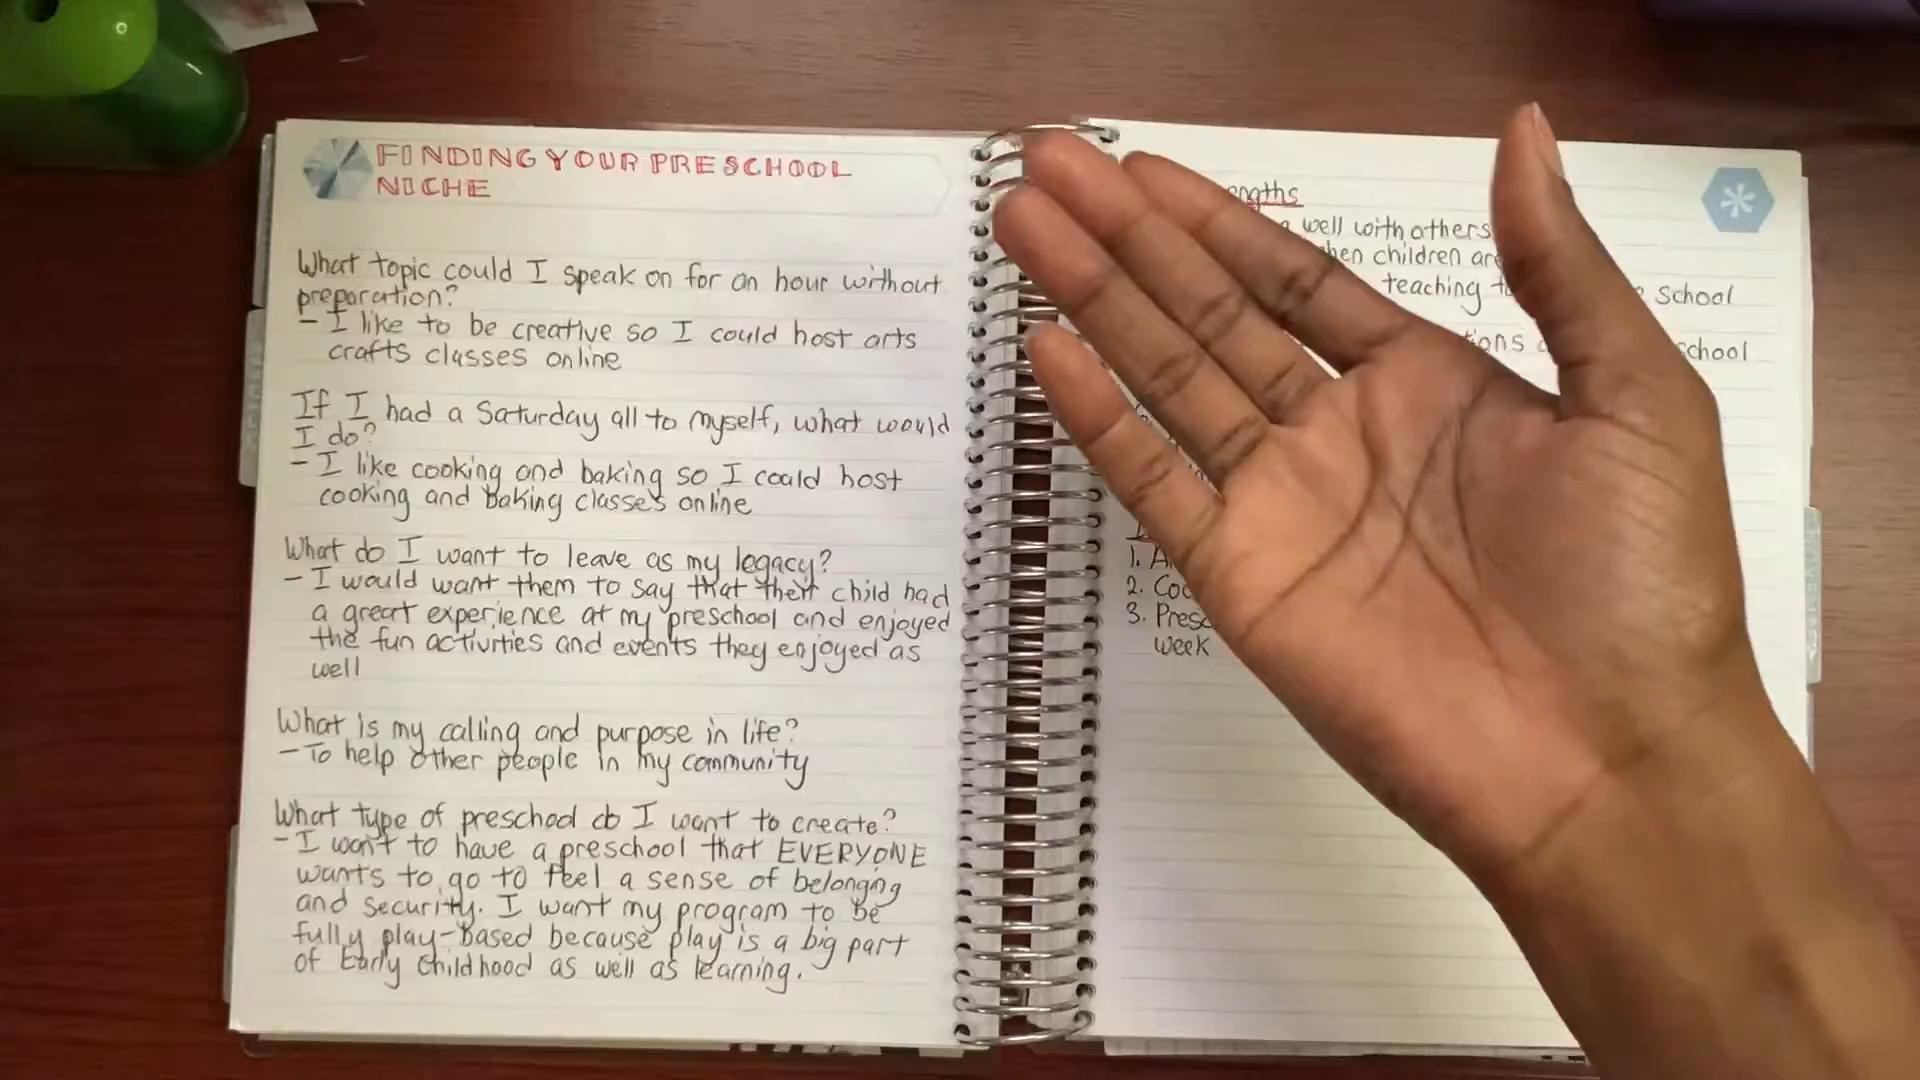 FINDING YOUR PRESCHOOL
NICHE
What topic could I speak on for an hour without
preparation?
- I like to be creative so I could host arts
crafts classes online
If I had a Saturday all to myself, what would
I do?
- I like cooking and baking so I could host
cooking and baking classes online
What do I want to leave as my legacy?
- I would want them to say that their child had
a great experience at my preschool and enjoyed
the fun activities and events they enjoyed as
well
What is my calling and purpose in life?
- To help other people in my community
What type of preschool do I want to create?
- I want to have a preschool that EVERYONE
wants to go to feel a sense of belonging
and security. I want my program to be
fully play-based because play is a big part
of Early Childhood as well as learning.
well with others
children are
teaching
school
1.
2.
3.
week